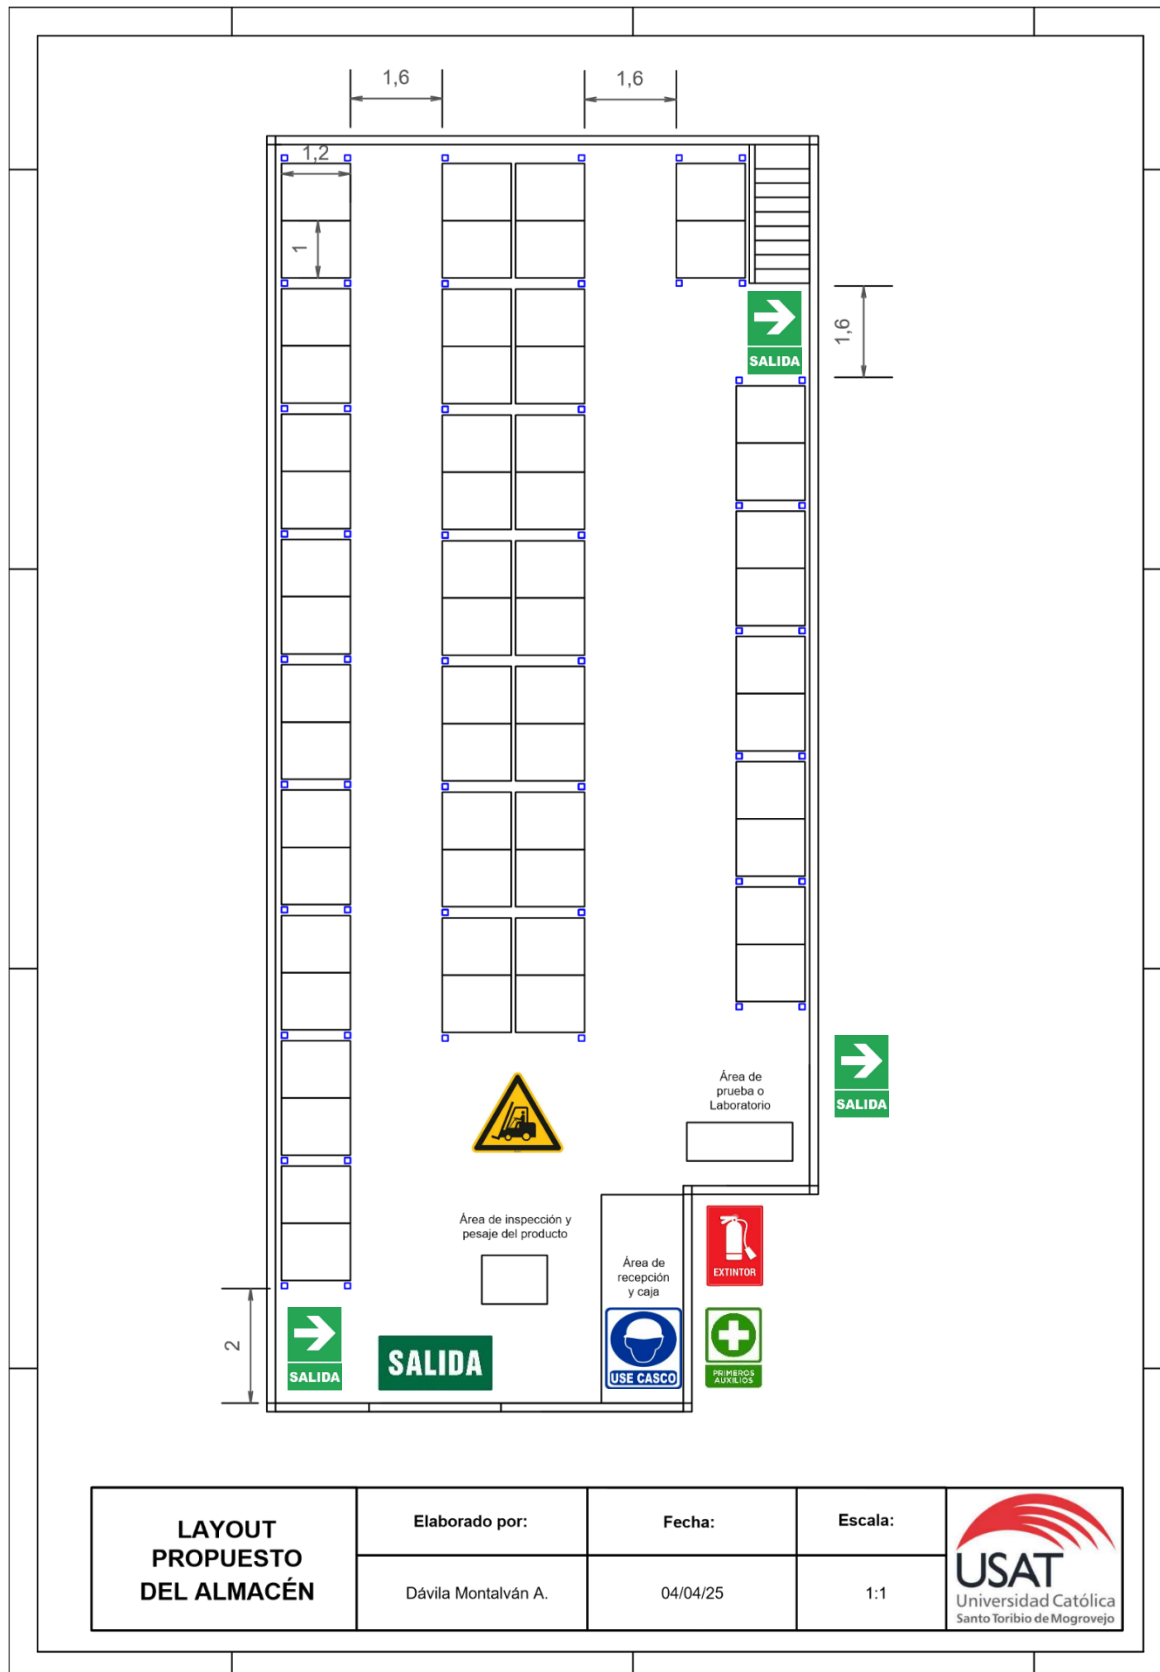 1,6
1,6
1,2
1
1,6
SALIDA
SALIDA
Área de
prueba o
Laboratorio
Área de inspección y
pesaje del producto
Área de
recepción
y caja
EXTINTOR
2
SALIDA
SALIDA
USE CASCO
PRIMEROS
AUXILIOS
LAYOUT
PROPUESTO
DEL ALMACÉN
Elaborado por:
Fecha:
Escala:
Dávila Montalván A.
04/04/25
1:1
USAT
Universidad Católica
Santo Toribio de Mogrovejo